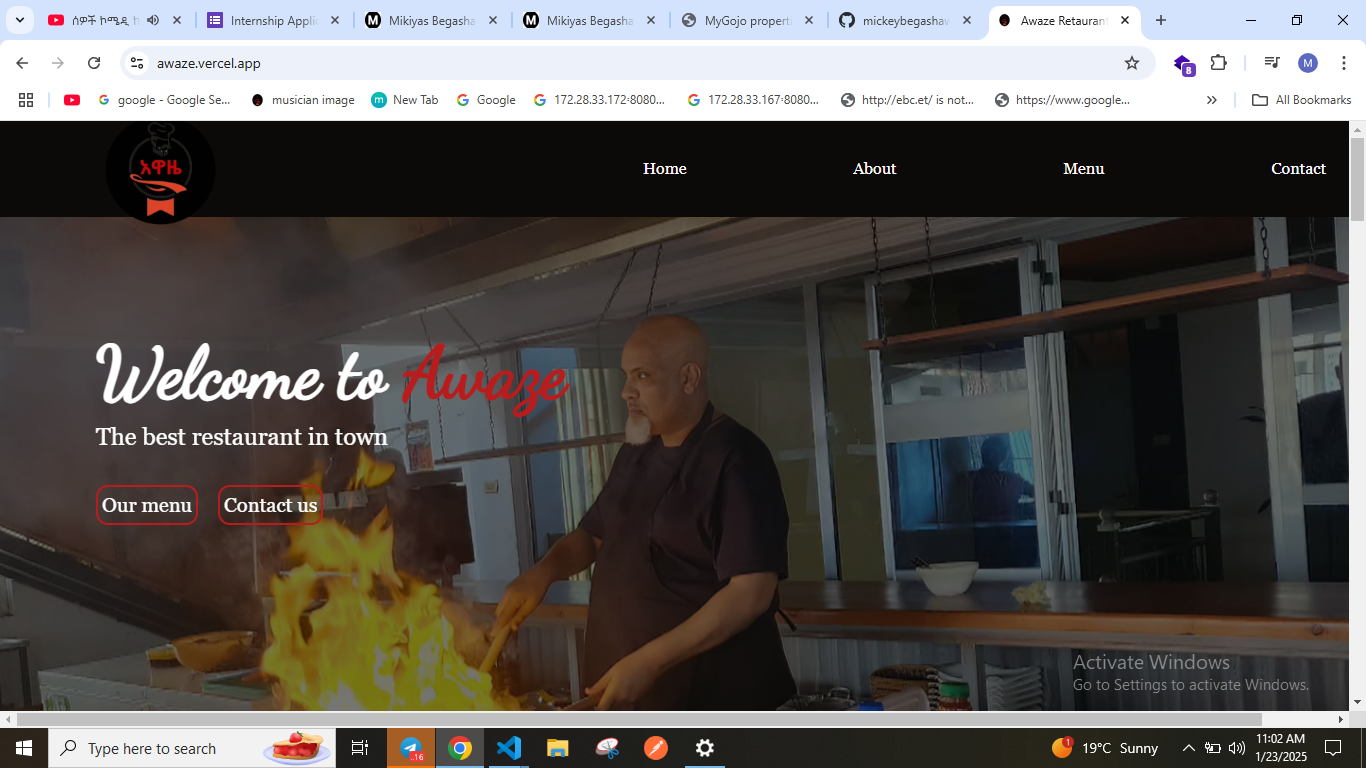 ሰዎች ኮሜዲ
Internship Applic
Mikiyas Begasha
Mikiyas Begasha
MyGojo propert
mickeybegashaw
Awaze Retaurant
awaze.vercel.app
8
M
google - Google Se...
musician image
m
New Tab
Google
172.28.33.172:8080...
172.28.33.167:8080...
http://ebc.et/ is not...
https://www.google...
All Bookmarks
አዋዜ
Home
About
Menu
Contact
Welcome to Awaze
The best restaurant in town
Our menu
Contact us
Activate Windows
Go to Settings to activate Windows.
Type here to search
16
1
19°C Sunny
11:02 AM
1/23/2025